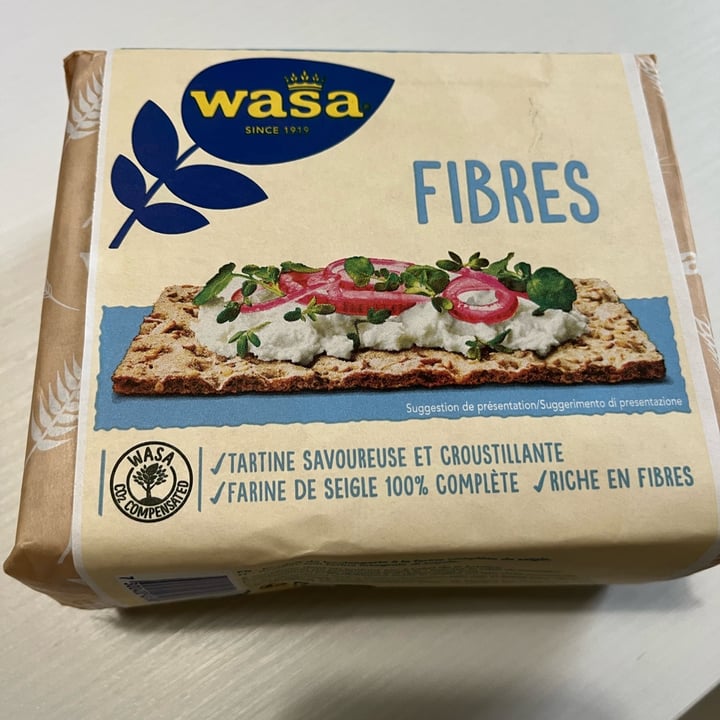 wasa
SINCE 1919
FIBRES
Suggestion de présentation/Suggerimento di presentazione
WASA
CO2 COMPENSATED
✓TARTINE SAVOUREUSE ET CROUSTILLANTE
✓FARINE DE SEIGLE 100% COMPLÈTE ✓RICHE EN FIBRES